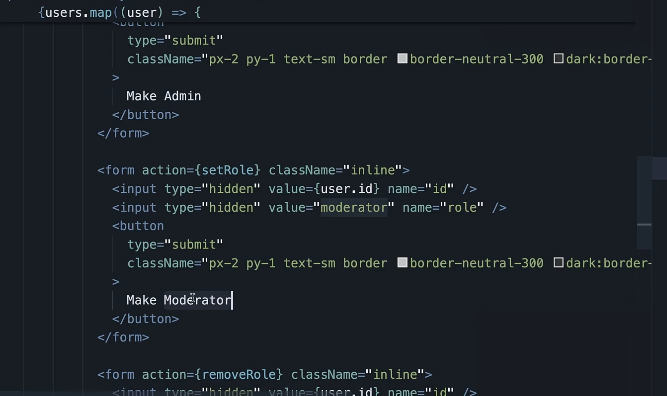 {users.map((user) => {
<button
type="submit"
className="px-2 py-1 text-sm border border-neutral-300 dark:border-
>
Make Admin
</button>
</form>
<form action={setRole} className="inline">
<input type="hidden" value={user.id} name="id" />
<input type="hidden" value="moderator" name="role" />
<button
type="submit"
className="px-2 py-1 text-sm border border-neutral-300 dark:border-
>
Make Moderator
</button>
</form>
<form action={removeRole} className="inline">
<input type="hidden" value={user.id} name="id" />